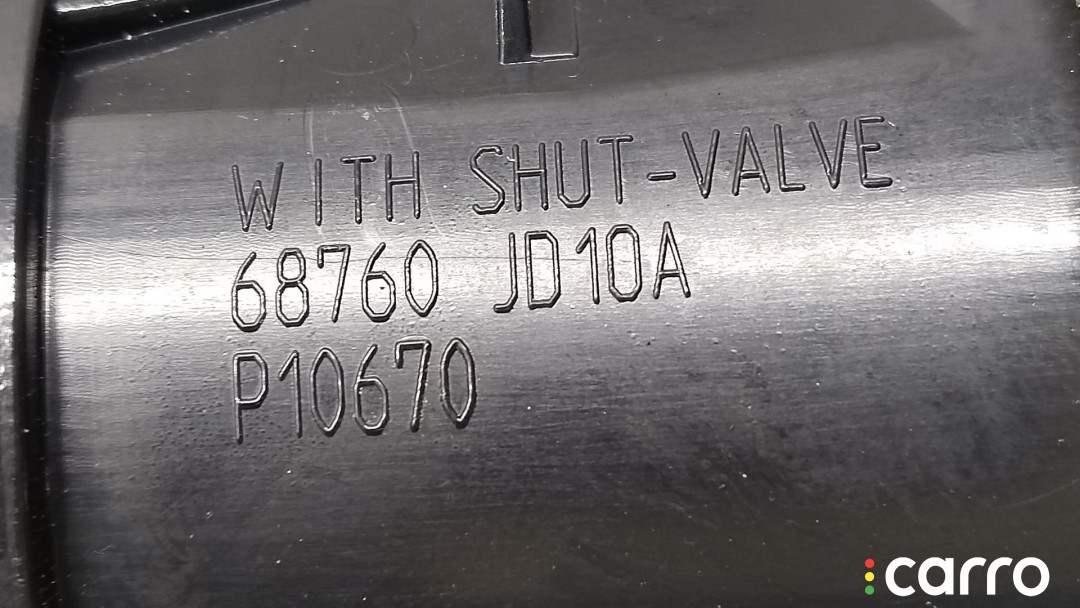 WITH SHUT-VALVE
68760 JD10A
P10670
carro